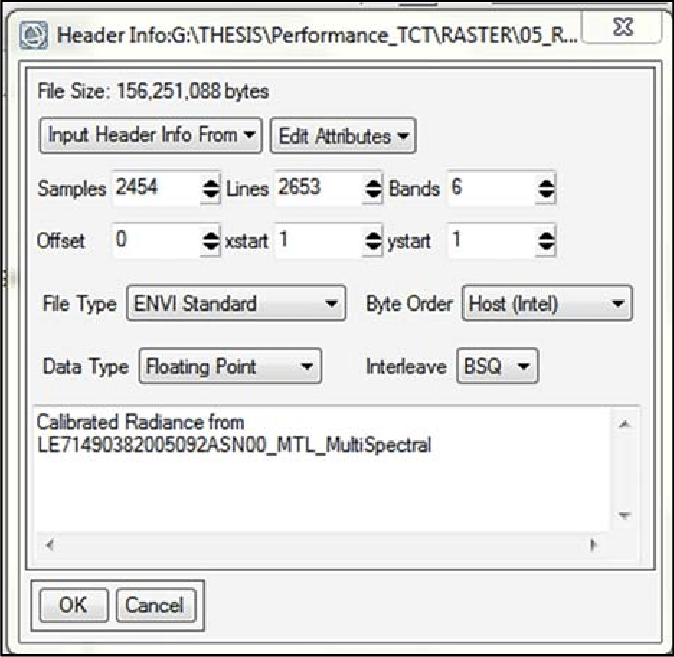 Header Info:G:\THESIS\Performance_TCT\RASTER\05_R...
File Size: 156,251,088 bytes
Input Header Info From Edit Attributes
Samples 2454 Lines 2653 Bands 6
Offset 0 xstart 1 ystart 1
File Type ENVI Standard Byte Order Host (Intel)
Data Type Floating Point Interleave BSQ
Calibrated Radiance from
LE71490382005092ASN00_MTL_MultiSpectral
OK Cancel